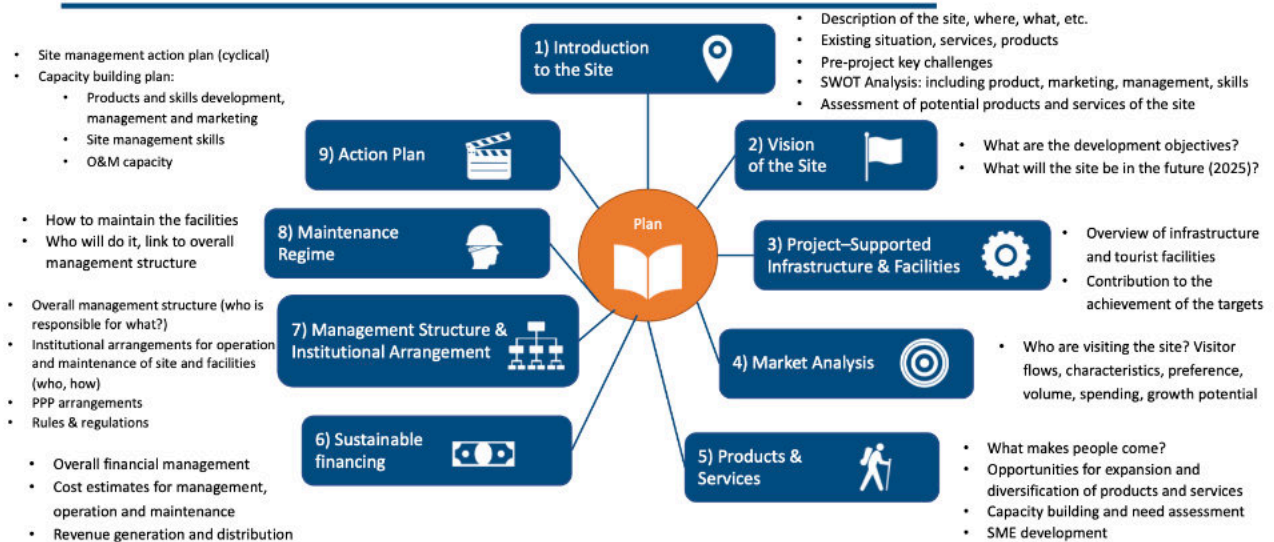 1) Introduction
to the Site
• Description of the site, where, what, etc.
• Existing situation, services, products
• Pre-project key challenges
• SWOT Analysis: including product, marketing, management, skills
• Assessment of potential products and services of the site
2) Vision
of the Site
• What are the development objectives?
• What will the site be in the future (2025)?
3) Project–Supported
Infrastructure & Facilities
• Overview of infrastructure
and tourist facilities
• Contribution to the
achievement of the targets
4) Market Analysis
• Who are visiting the site? Visitor
flows, characteristics, preference,
volume, spending, growth potential
5) Products &
Services
• What makes people come?
• Opportunities for expansion and
diversification of products and services
• Capacity building and need assessment
• SME development
6) Sustainable
financing
• Overall financial management
• Cost estimates for management,
operation and maintenance
• Revenue generation and distribution
7) Management Structure &
Institutional Arrangement
• Overall management structure (who is
responsible for what?)
• Institutional arrangements for operation
and maintenance of site and facilities
(who, how)
• PPP arrangements
• Rules & regulations
8) Maintenance
Regime
• How to maintain the facilities
• Who will do it, link to overall
management structure
9) Action Plan
• Site management action plan (cyclical)
• Capacity building plan:
• Products and skills development,
management and marketing
• Site management skills
• O&M capacity
Plan